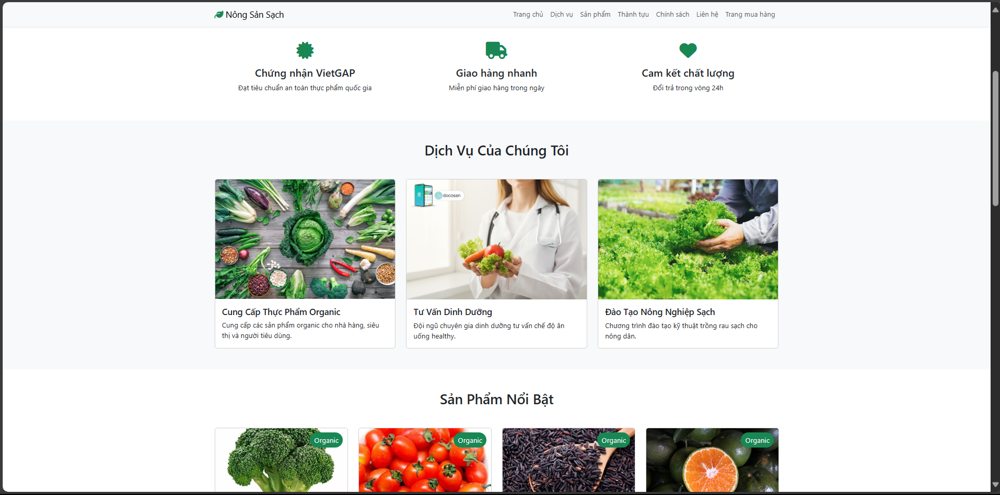 Nông Sản Sạch
Trang chủ Dịch vụ Sản phẩm Thành tựu Chính sách Liên hệ Trang mua hàng
Chứng nhận VietGAP
Đạt tiêu chuẩn an toàn thực phẩm quốc gia
Giao hàng nhanh
Miễn phí giao hàng trong ngày
Cam kết chất lượng
Đổi trả trong vòng 24h
Dịch Vụ Của Chúng Tôi
docosan
Cung Cấp Thực Phẩm Organic
Cung cấp các sản phẩm organic cho nhà hàng, siêu
thị và người tiêu dùng.
Tư Vấn Dinh Dưỡng
Đội ngũ chuyên gia dinh dưỡng tư vấn chế độ ăn
uống healthy.
Đào Tạo Nông Nghiệp Sạch
Chương trình đào tạo kỹ thuật trồng rau sạch cho
nông dân.
Sản Phẩm Nổi Bật
Organic
Organic
Organic
Organic